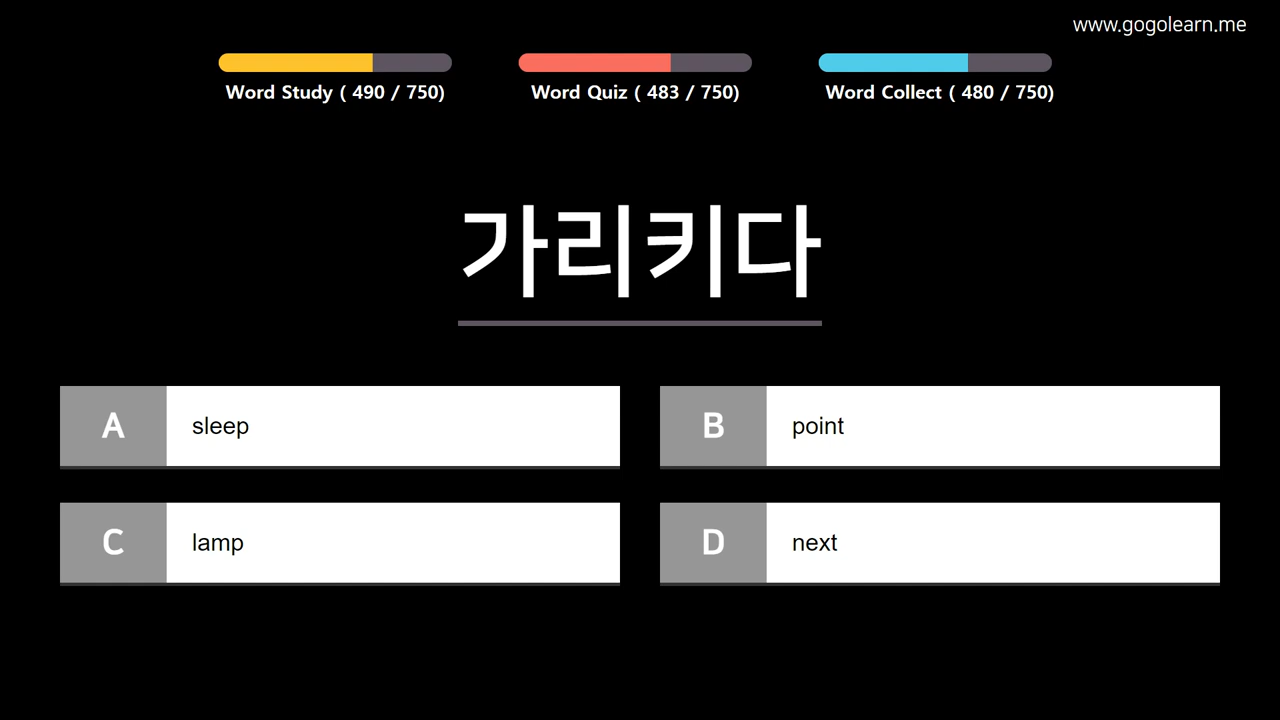 www.gogolearn.me
Word Study ( 490 / 750)
Word Quiz ( 483 / 750)
Word Collect ( 480 / 750)
가리키다
A sleep
B point
C lamp
D next